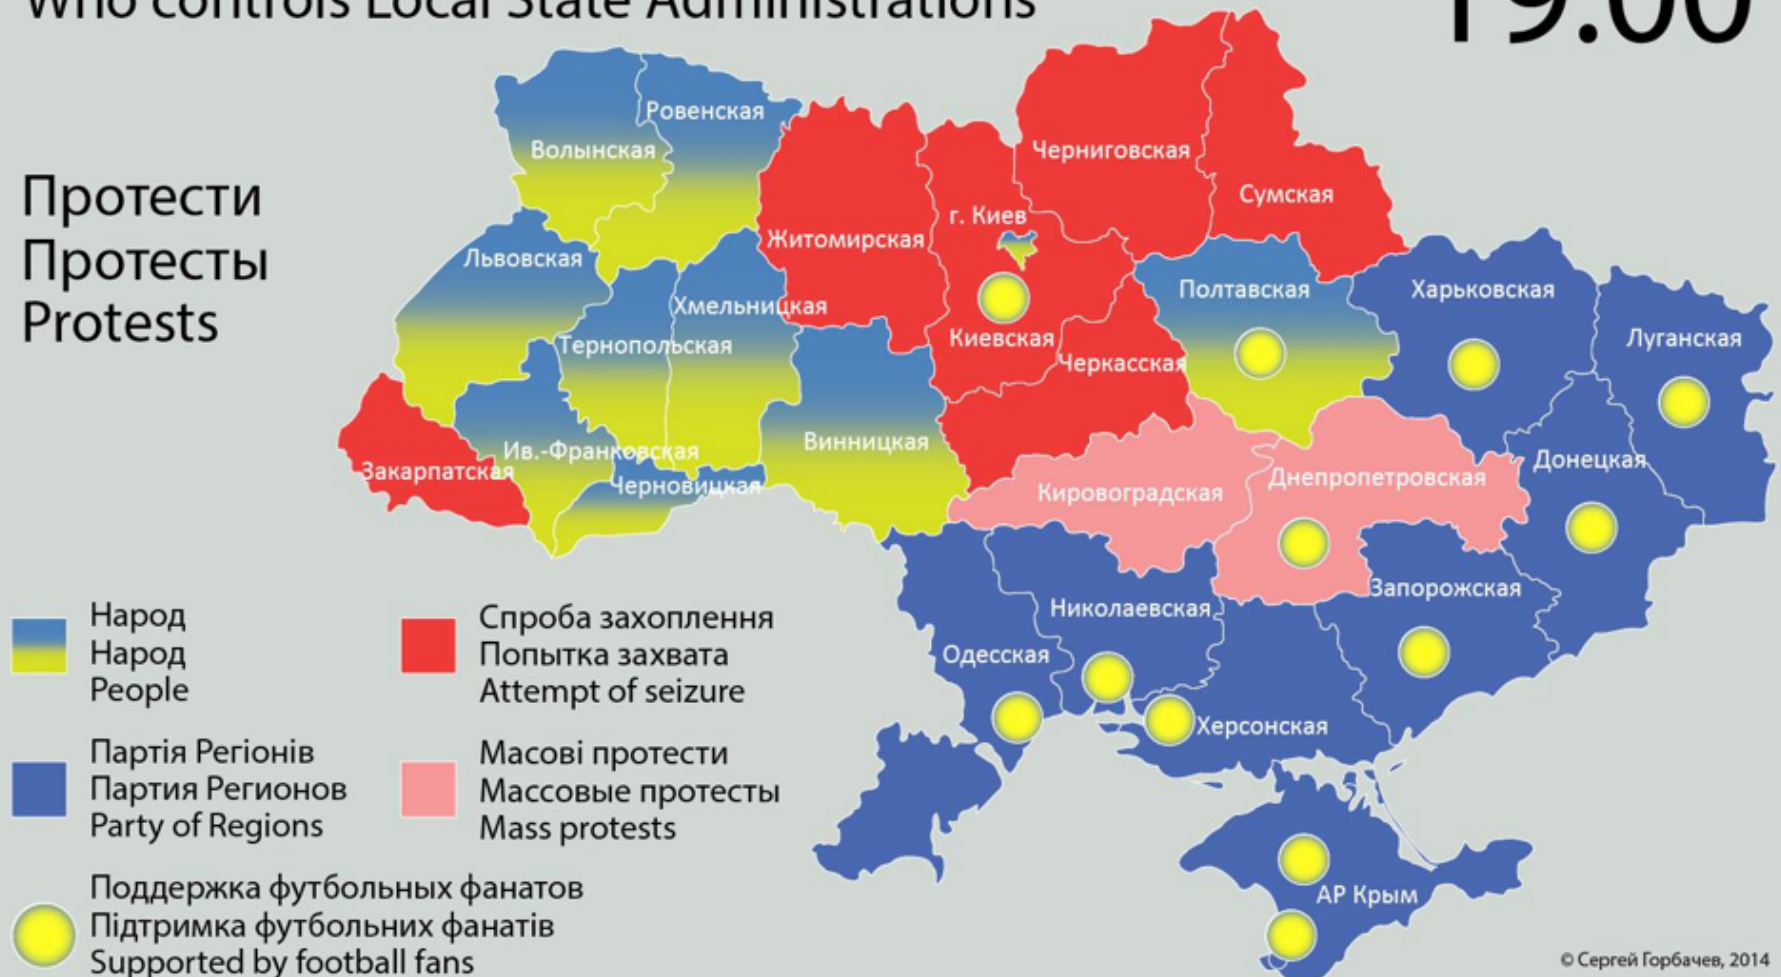 Who controls Local State Administrations
19.00
Протести
Протесты
Protests
Ровенская
Волынская
Черниговская
Сумская
г. Киев
Житомирская
Львовская
Хмельницкая
Полтавская
Харьковская
Тернопольская
Киевская
Луганская
Черкасская
Винницкая
Ив.-Франковская
Закарпатская
Черновицкая
Кировоградская
Днепропетровская
Донецкая
Запорожская
Николаевская
Одесская
Херсонская
АР Крым
Народ
Народ
People
Спроба захоплення
Попытка захвата
Attempt of seizure
Партія Регіонів
Партия Регионов
Party of Regions
Масові протести
Массовые протесты
Mass protests
Поддержка футбольных фанатов
Підтримка футбольних фанатів
Supported by football fans
© Сергей Горбачев, 2014